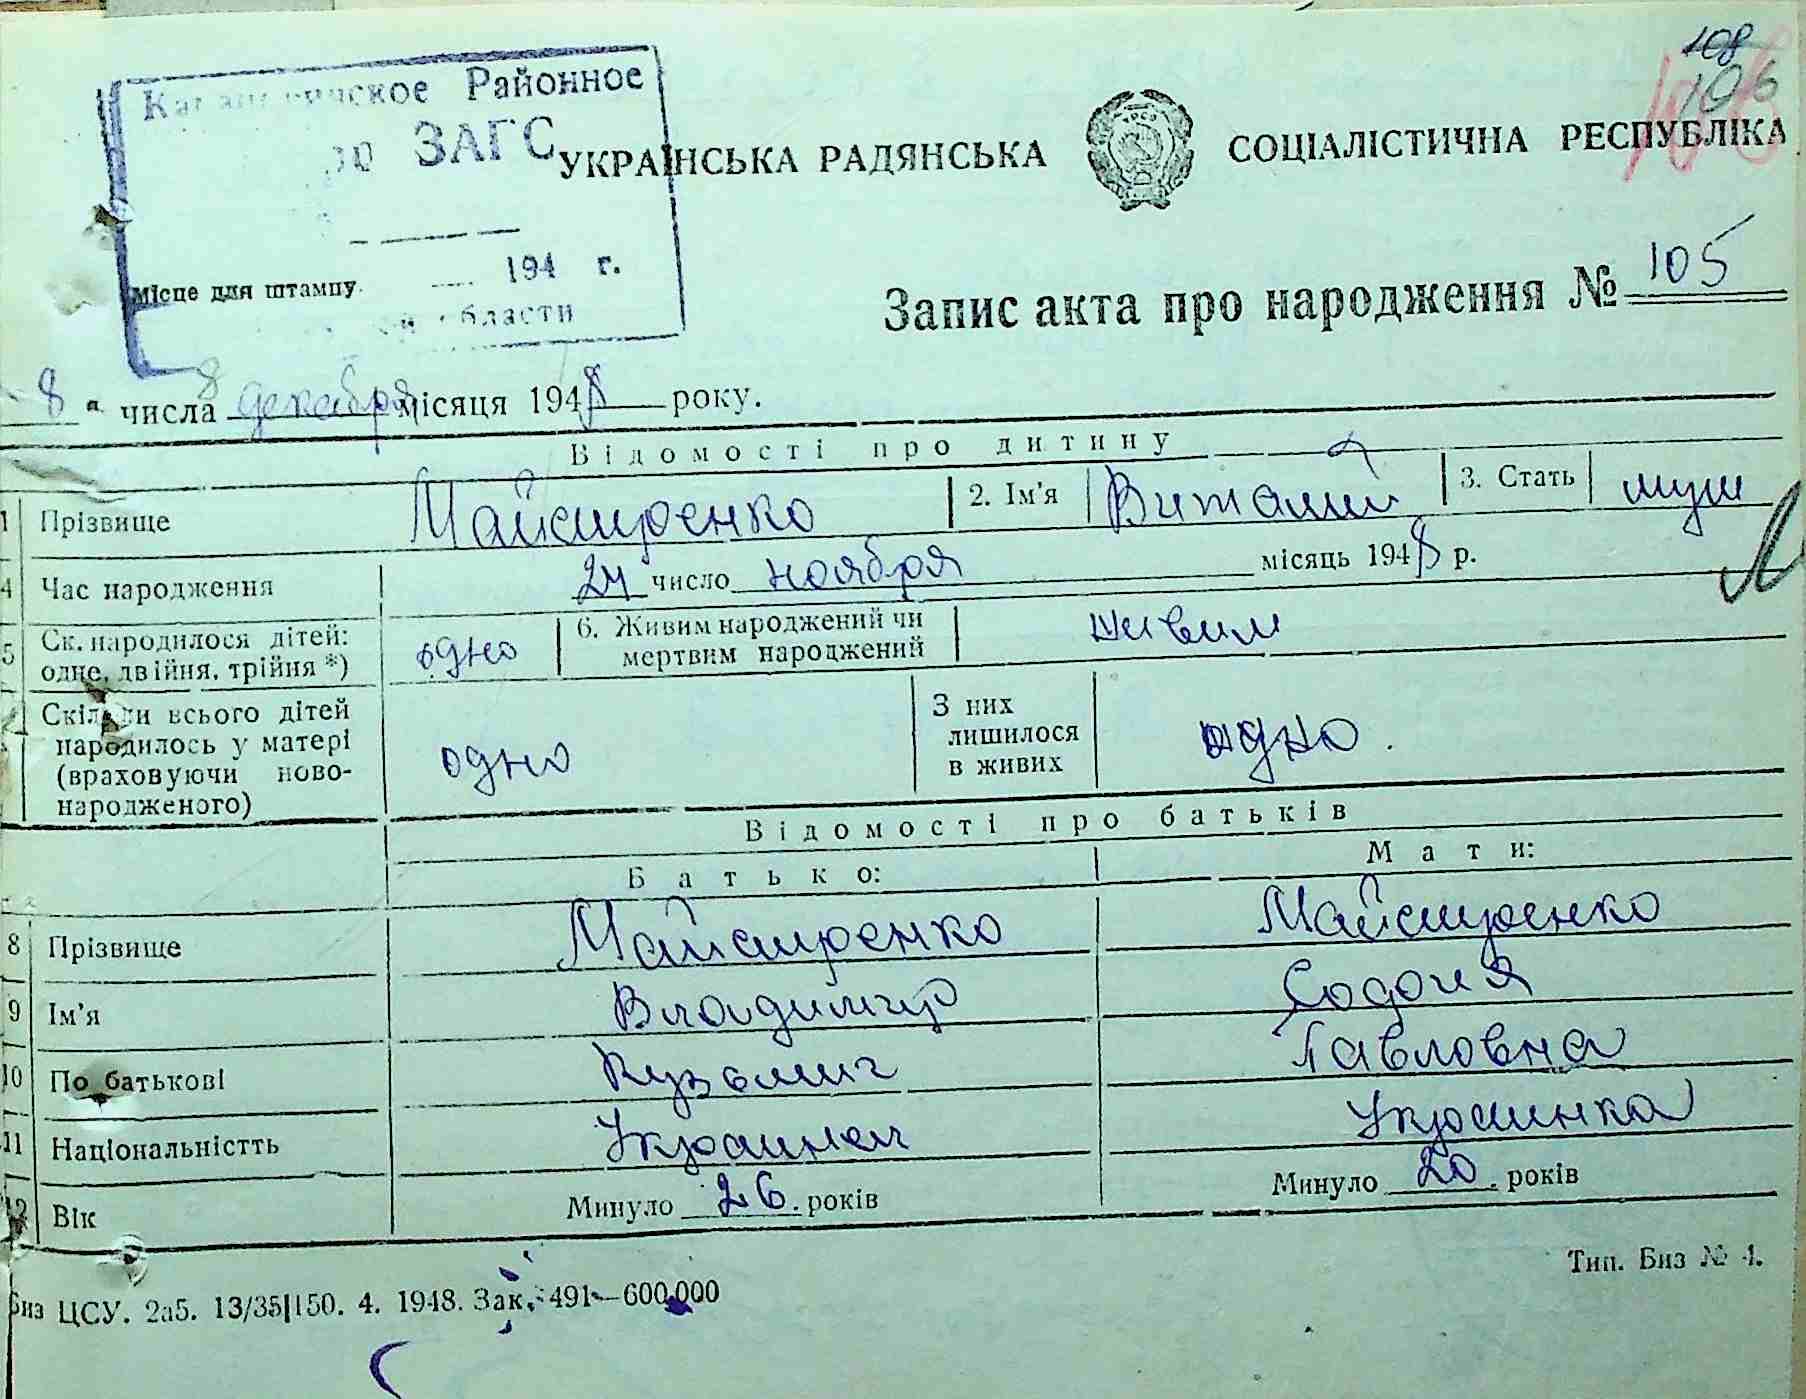 108
106
Районное
ЗАГС
УКРАЇНСЬКА РАДЯНСЬКА СОЦІАЛІСТИЧНА РЕСПУБЛІКА
УРСР
194 г.
Місце для штампу.
области
Запис акта про народження № 105
8 " числа 8 декабря місяця 1948 року.
Відомості про дитину
1 Прізвище Майстренко 2. Ім'я Виталий 3. Стать муж
4 Час народження 24 число ноября місяць 1948 р.
5 Ск. народилося дітей: одне, двійня, трійня *) одно 6. Живим народжений чи мертвим народжений живим
Скільки всього дітей народилось у матері (враховуючи ново-народженого) одно З них лишилося в живих одно.
Відомості про батьків
Батько: Мати:
8 Прізвище Майстренко Майстренко
9 Ім'я Владимир
10 По батькові Кузьмич Павловна
11 Національністть Украинец Украинка
12 Вік Минуло 26. років Минуло 20. років
Биз ЦСУ. 2а5. 13/35|150. 4. 1948. Зак. 491—600.000
Тип. Биз № 4.